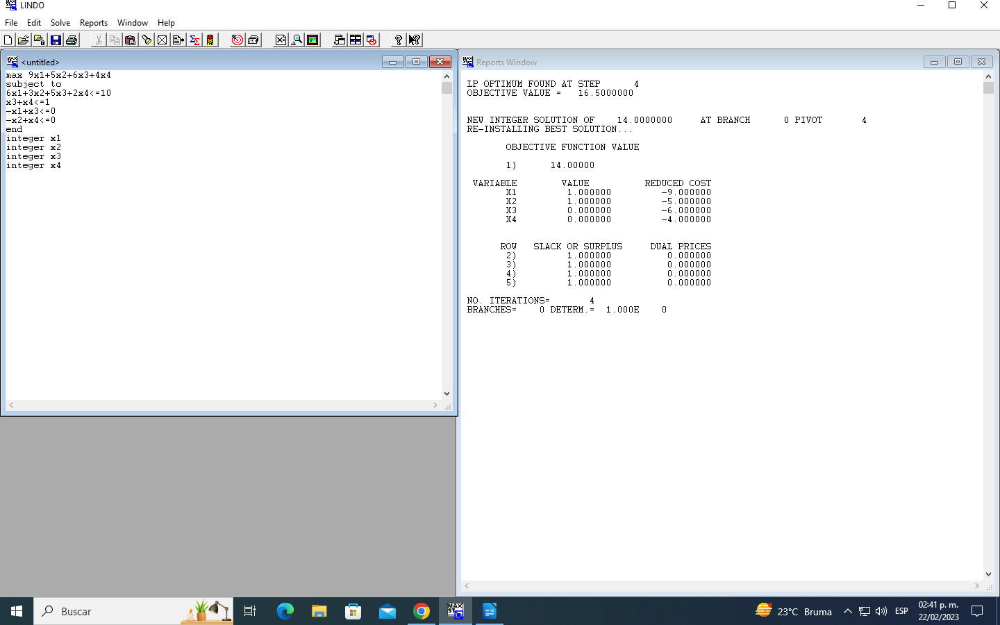 LINDO
File Edit Solve Reports Window Help
<untitled>
max 9x1+5x2+6x3+4x4
subject to
6x1+3x2+5x3+2x4<=10
x3+x4<=1
-x1+x3<=0
-x2+x4<=0
end
integer x1
integer x2
integer x3
integer x4
Reports Window
LP OPTIMUM FOUND AT STEP 4
OBJECTIVE VALUE = 16.5000000
NEW INTEGER SOLUTION OF 14.0000000 AT BRANCH 0 PIVOT 4
RE-INSTALLING BEST SOLUTION...
OBJECTIVE FUNCTION VALUE
1) 14.00000
VARIABLE VALUE REDUCED COST
X1 1.000000 -9.000000
X2 1.000000 -5.000000
X3 0.000000 -6.000000
X4 0.000000 -4.000000
ROW SLACK OR SURPLUS DUAL PRICES
2) 1.000000 0.000000
3) 1.000000 0.000000
4) 1.000000 0.000000
5) 1.000000 0.000000
NO. ITERATIONS= 4
BRANCHES= 0 DETERM.= 1.000E 0
Buscar
MAX
ST
23°C Bruma
ESP
02:41 p. m.
22/02/2023